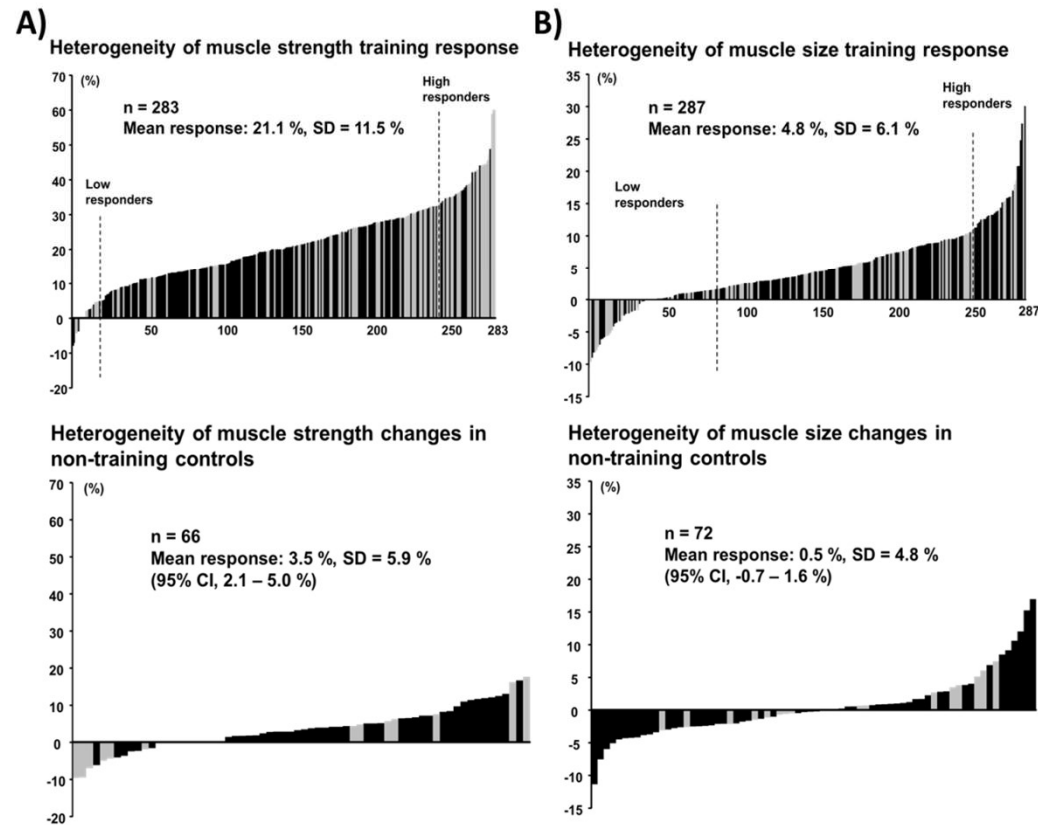 A)
Heterogeneity of muscle strength training response
(%)
70
60
50
40
30
20
10
0
-10
-20
n = 283
Mean response: 21.1 %, SD = 11.5 %
High
responders
Low
responders
50
100
150
200
250
283
B)
Heterogeneity of muscle size training response
(%)
35
30
25
20
15
10
5
0
-5
-10
-15
n = 287
Mean response: 4.8 %, SD = 6.1 %
High
responders
Low
responders
50
100
150
200
250
287
Heterogeneity of muscle strength changes in
non-training controls
(%)
70
60
50
40
30
20
10
0
-10
-20
n = 66
Mean response: 3.5 %, SD = 5.9 %
(95% CI, 2.1 – 5.0 %)
Heterogeneity of muscle size changes in
non-training controls
(%)
35
30
25
20
15
10
5
0
-5
-10
-15
n = 72
Mean response: 0.5 %, SD = 4.8 %
(95% CI, -0.7 – 1.6 %)